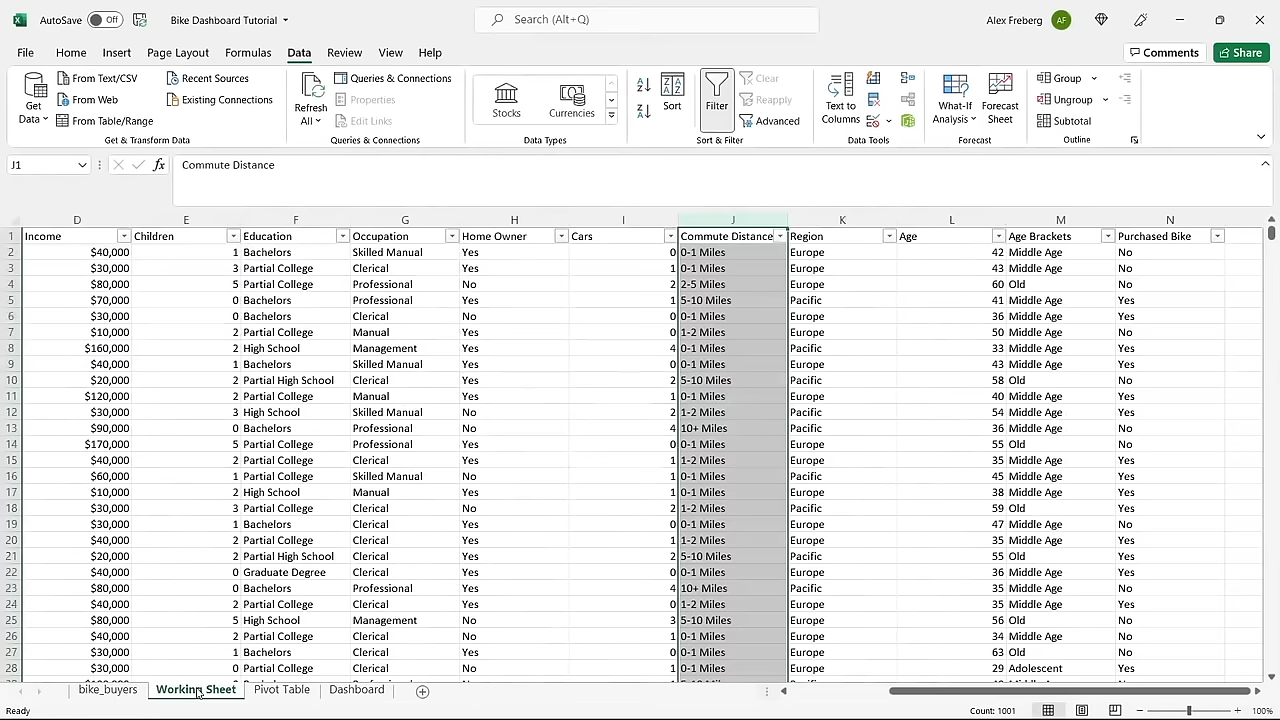 AutoSave Off Bike Dashboard Tutorial Search (Alt+Q) Alex Freberg AF
File Home Insert Page Layout Formulas Data Review View Help Comments Share
Get Data From Text/CSV From Web From Table/Range Recent Sources Existing Connections
Refresh All Queries & Connections Properties Edit Links
Stocks Currencies
Sort Filter Clear Reapply Advanced
Text to Columns
What-If Analysis Forecast Sheet
Group Ungroup Subtotal
Get & Transform Data Queries & Connections Data Types Sort & Filter Data Tools Forecast Outline
J1 fx Commute Distance
D E F G H I J K L M N
1 Income Children Education Occupation Home Owner Cars Commute Distance Region Age Age Brackets Purchased Bike
2 $40,000 1 Bachelors Skilled Manual Yes 0 0-1 Miles Europe 42 Middle Age No
3 $30,000 3 Partial College Clerical Yes 1 0-1 Miles Europe 43 Middle Age No
4 $80,000 5 Partial College Professional No 2 2-5 Miles Europe 60 Old No
5 $70,000 0 Bachelors Professional Yes 1 5-10 Miles Pacific 41 Middle Age Yes
6 $30,000 0 Bachelors Clerical No 0 0-1 Miles Europe 36 Middle Age Yes
7 $10,000 2 Partial College Manual Yes 0 1-2 Miles Europe 50 Middle Age No
8 $160,000 2 High School Management Yes 4 0-1 Miles Pacific 33 Middle Age Yes
9 $40,000 1 Bachelors Skilled Manual Yes 0 0-1 Miles Europe 43 Middle Age Yes
10 $20,000 2 Partial High School Clerical Yes 2 5-10 Miles Pacific 58 Old No
11 $120,000 2 Partial College Manual Yes 1 0-1 Miles Europe 40 Middle Age Yes
12 $30,000 3 High School Skilled Manual No 2 1-2 Miles Pacific 54 Middle Age No
13 $90,000 0 Bachelors Professional No 4 10+ Miles Pacific 36 Middle Age No
14 $170,000 5 Partial College Professional Yes 0 0-1 Miles Europe 55 Old No
15 $40,000 2 Partial College Clerical Yes 1 1-2 Miles Europe 35 Middle Age Yes
16 $60,000 1 Partial College Skilled Manual No 1 0-1 Miles Pacific 45 Middle Age Yes
17 $10,000 2 High School Manual Yes 1 0-1 Miles Europe 38 Middle Age Yes
18 $30,000 3 Partial College Clerical No 2 1-2 Miles Pacific 59 Old Yes
19 $30,000 1 Bachelors Clerical Yes 0 0-1 Miles Europe 47 Middle Age No
20 $40,000 2 Partial College Clerical Yes 1 1-2 Miles Europe 35 Middle Age Yes
21 $20,000 2 Partial High School Clerical Yes 2 5-10 Miles Pacific 55 Old Yes
22 $40,000 0 Graduate Degree Clerical Yes 0 0-1 Miles Europe 36 Middle Age Yes
23 $80,000 0 Bachelors Professional Yes 4 10+ Miles Pacific 35 Middle Age No
24 $40,000 2 Partial College Clerical Yes 0 1-2 Miles Europe 35 Middle Age Yes
25 $80,000 5 High School Management No 3 5-10 Miles Europe 56 Old No
26 $40,000 2 Partial College Clerical No 1 0-1 Miles Europe 34 Middle Age No
27 $30,000 1 Bachelors Clerical Yes 0 0-1 Miles Europe 63 Old No
28 $30,000 0 Partial College Clerical No 1 0-1 Miles Europe 29 Adolescent Yes
bike_buyers Working Sheet Pivot Table Dashboard
Ready Count: 1001 100%